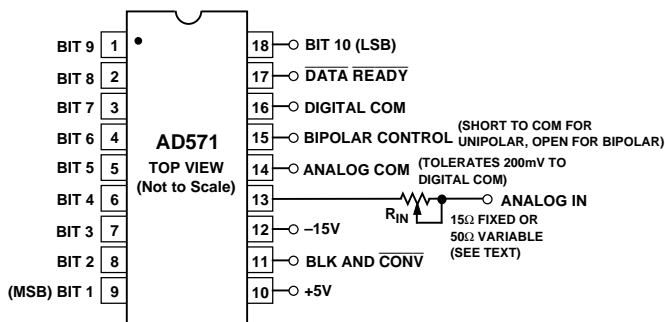 BIT 9 1
BIT 8 2
BIT 7 3
BIT 6 4
BIT 5 5
BIT 4 6
BIT 3 7
BIT 2 8
(MSB) BIT 1 9
AD571
TOP VIEW
(Not to Scale)
18 BIT 10 (LSB)
17 DATA READY
16 DIGITAL COM
15 BIPOLAR CONTROL (SHORT TO COM FOR
UNIPOLAR, OPEN FOR BIPOLAR)
14 ANALOG COM (TOLERATES 200mV TO
DIGITAL COM)
13 ANALOG IN
RIN
15Ω FIXED OR
50Ω VARIABLE
(SEE TEXT)
12 –15V
11 BLK AND CONV
10 +5V